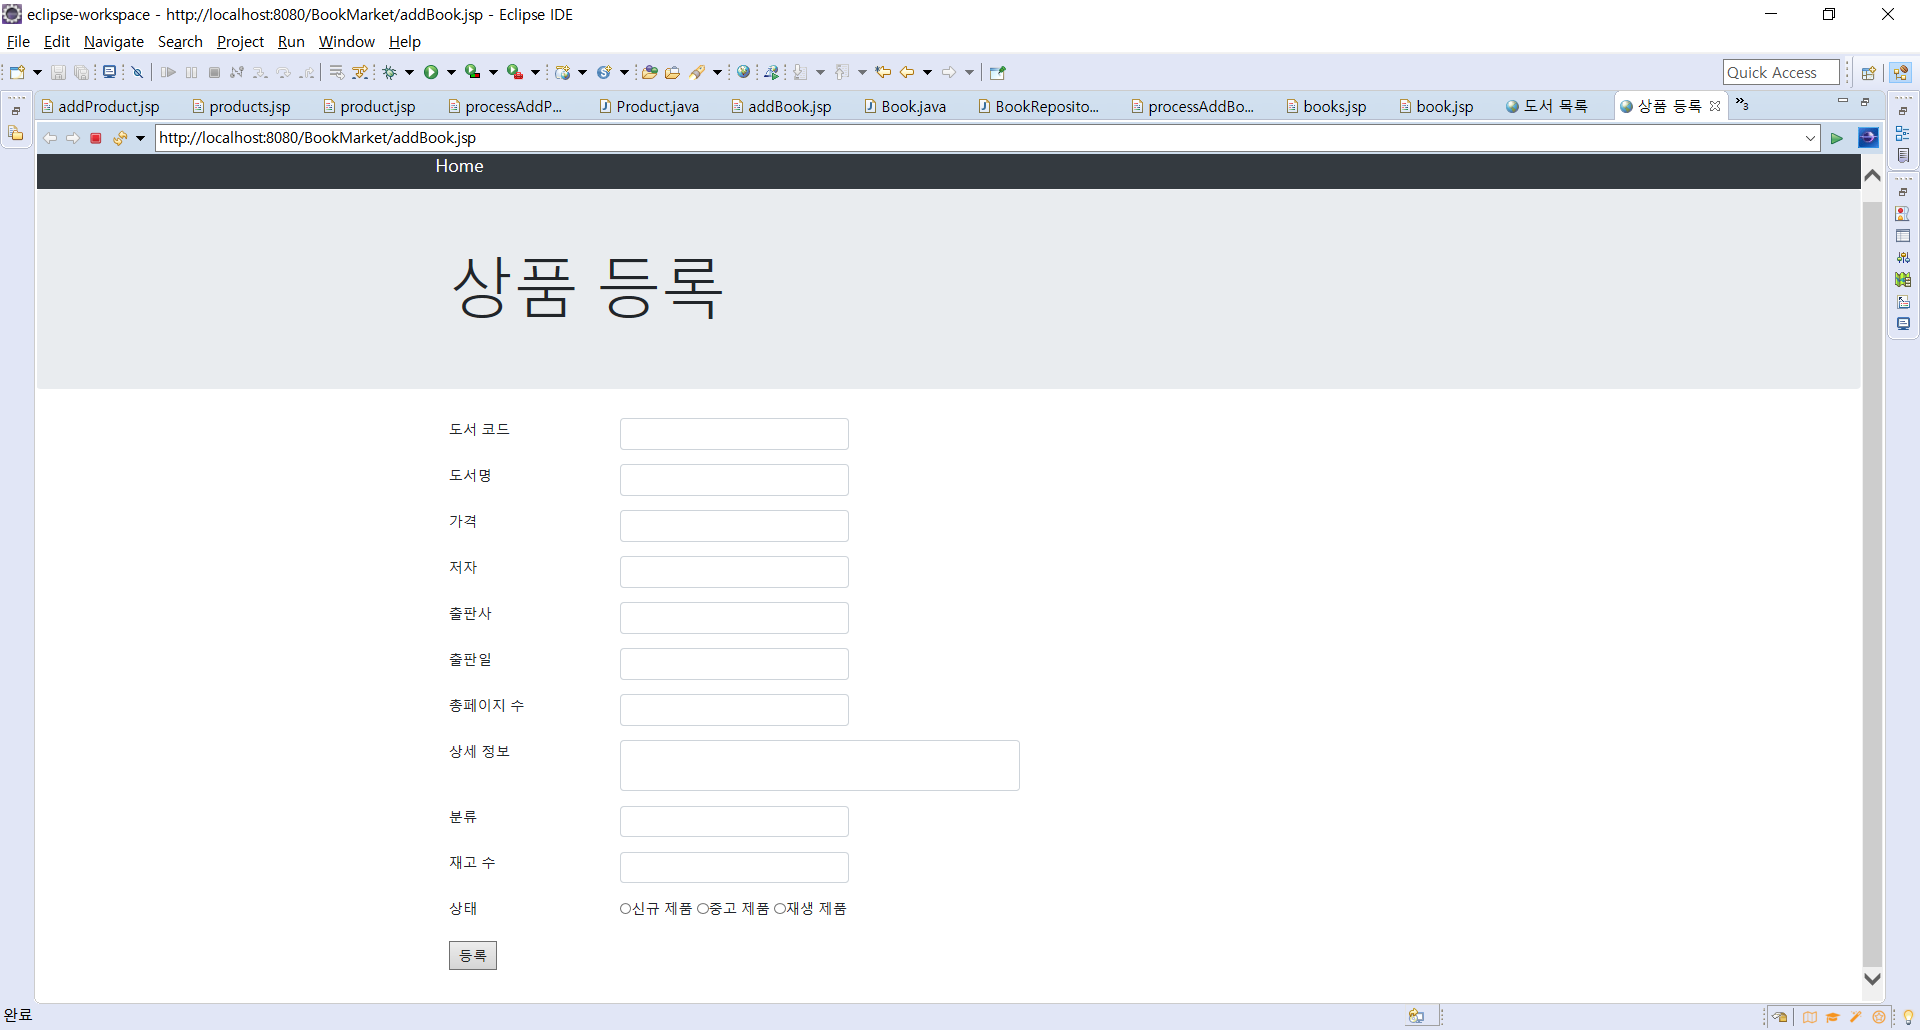 eclipse-workspace - http://localhost:8080/BookMarket/addBook.jsp - Eclipse IDE
File Edit Navigate Search Project Run Window Help
Quick Access
addProduct.jsp products.jsp product.jsp processAddP... Product.java addBook.jsp Book.java BookReposito... processAddBo... books.jsp book.jsp 도서 목록 상품 등록 »3
http://localhost:8080/BookMarket/addBook.jsp
Home
상품 등록
도서 코드
도서명
가격
저자
출판사
출판일
총페이지 수
상세 정보
분류
재고 수
상태 신규 제품 중고 제품 재생 제품
등록
완료